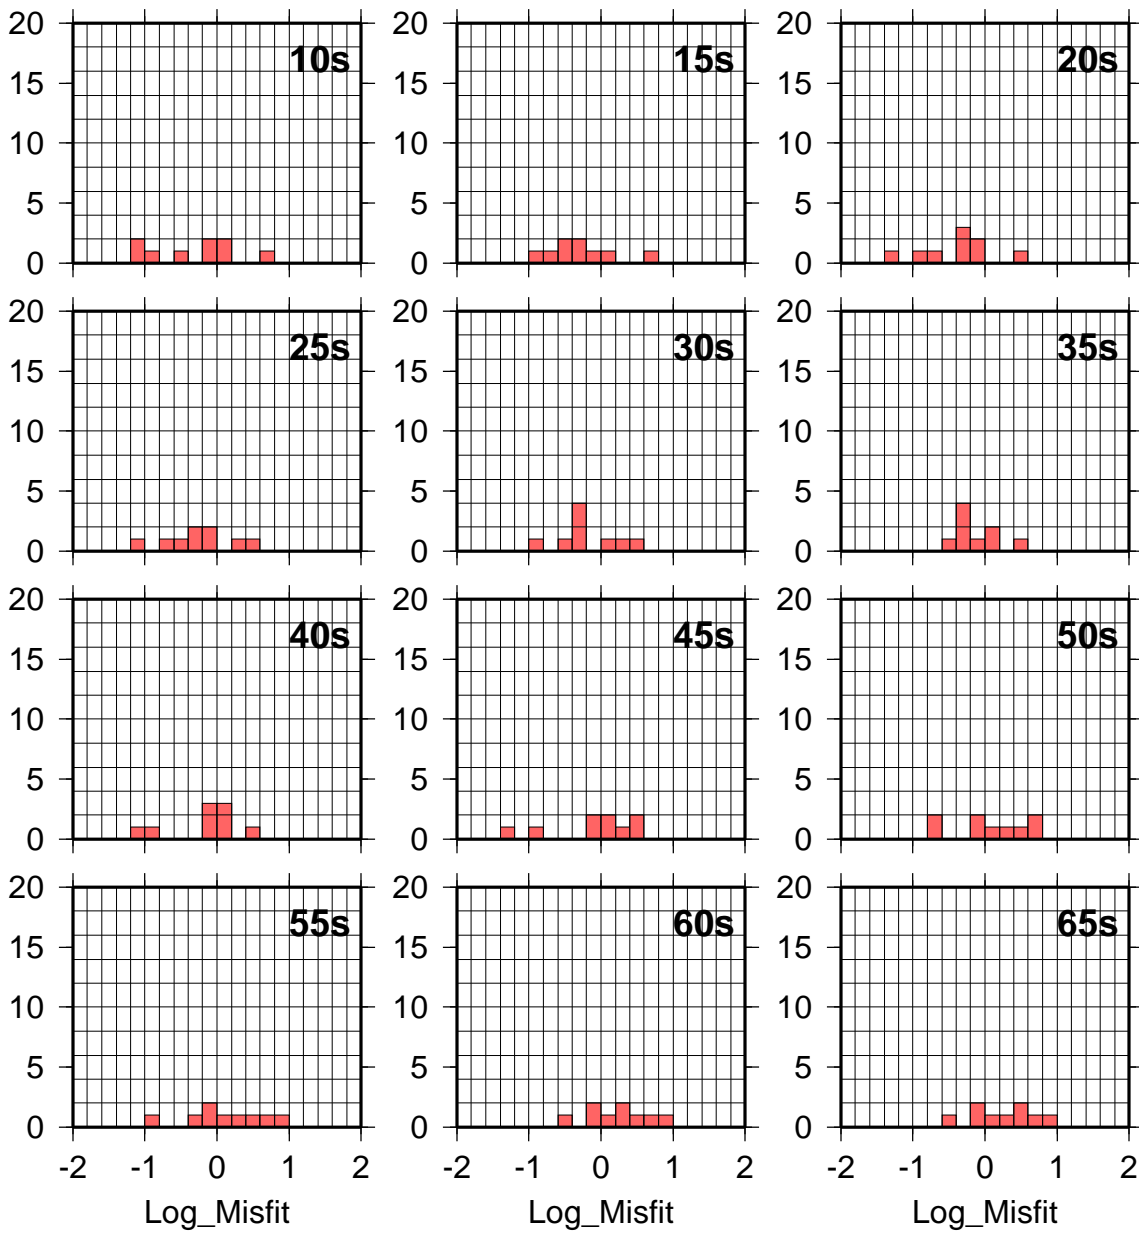 20 15 10 5 0 10s
20 15 10 5 0 15s
20 15 10 5 0 20s
20 15 10 5 0 25s
20 15 10 5 0 30s
20 15 10 5 0 35s
20 15 10 5 0 40s
20 15 10 5 0 45s
20 15 10 5 0 50s
20 15 10 5 0 55s
20 15 10 5 0 60s
20 15 10 5 0 65s
-2 -1 0 1 2
-2 -1 0 1 2
-2 -1 0 1 2
Log_Misfit
Log_Misfit
Log_Misfit